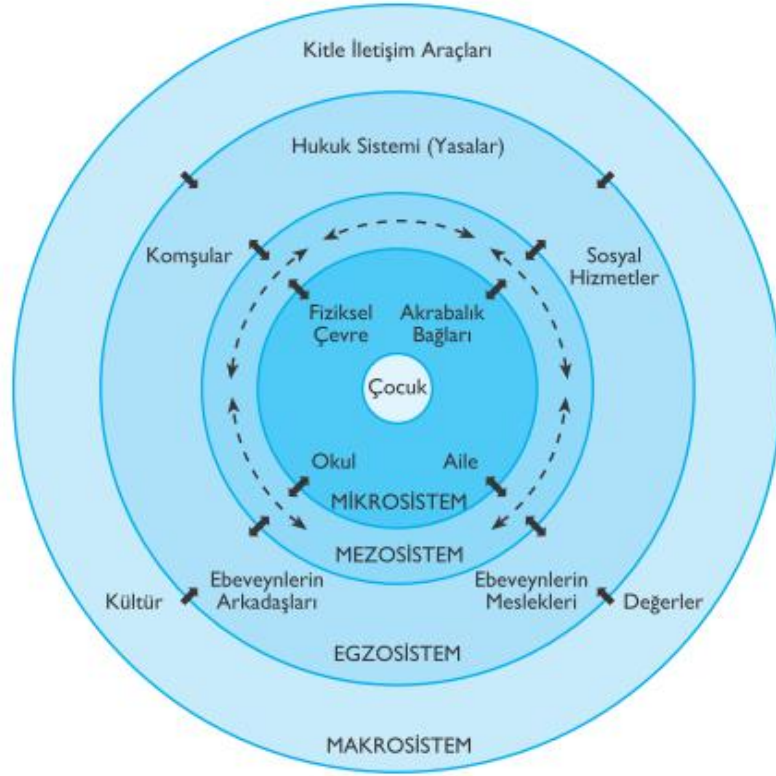 Kitle İletişim Araçları
Hukuk Sistemi (Yasalar)
Komşular
Sosyal
Hizmetler
Fiziksel
Çevre
Akrabalık
Bağları
Çocuk
Okul
Aile
MİKROSİSTEM
MEZOSİSTEM
Kültür
Ebeveynlerin
Arkadaşları
Ebeveynlerin
Meslekleri
Değerler
EGZOSİSTEM
MAKROSİSTEM